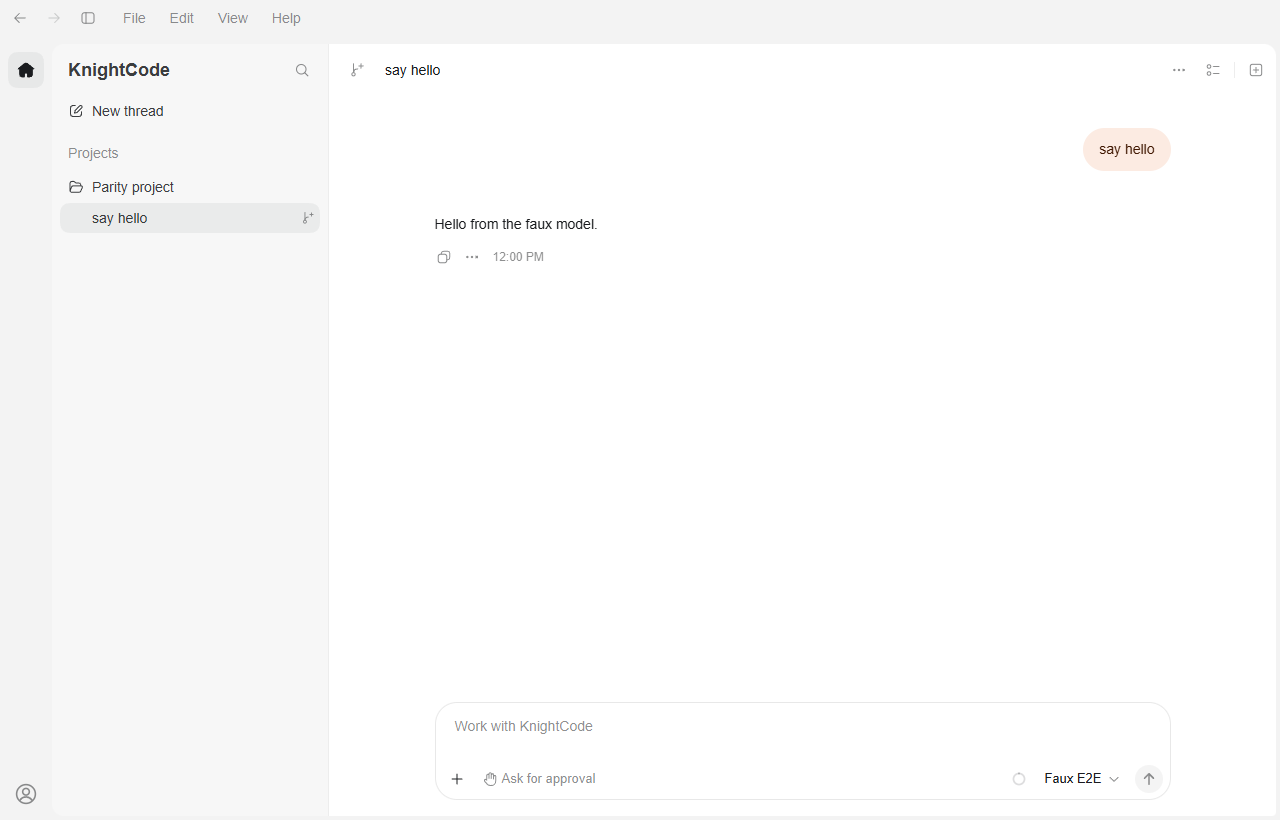 File Edit View Help
KnightCode
New thread
Projects
Parity project
say hello
say hello
say hello
Hello from the faux model.
12:00 PM
Work with KnightCode
Ask for approval
Faux E2E